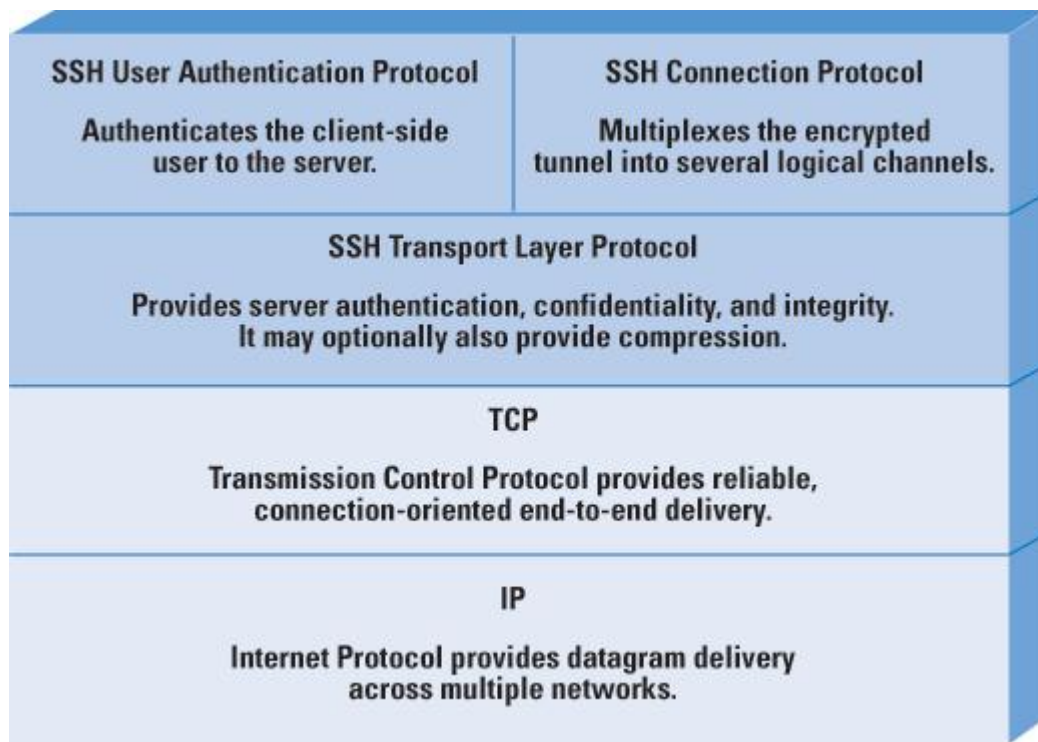 SSH User Authentication Protocol
Authenticates the client-side
user to the server.
SSH Connection Protocol
Multiplexes the encrypted
tunnel into several logical channels.
SSH Transport Layer Protocol
Provides server authentication, confidentiality, and integrity.
It may optionally also provide compression.
TCP
Transmission Control Protocol provides reliable,
connection-oriented end-to-end delivery.
IP
Internet Protocol provides datagram delivery
across multiple networks.